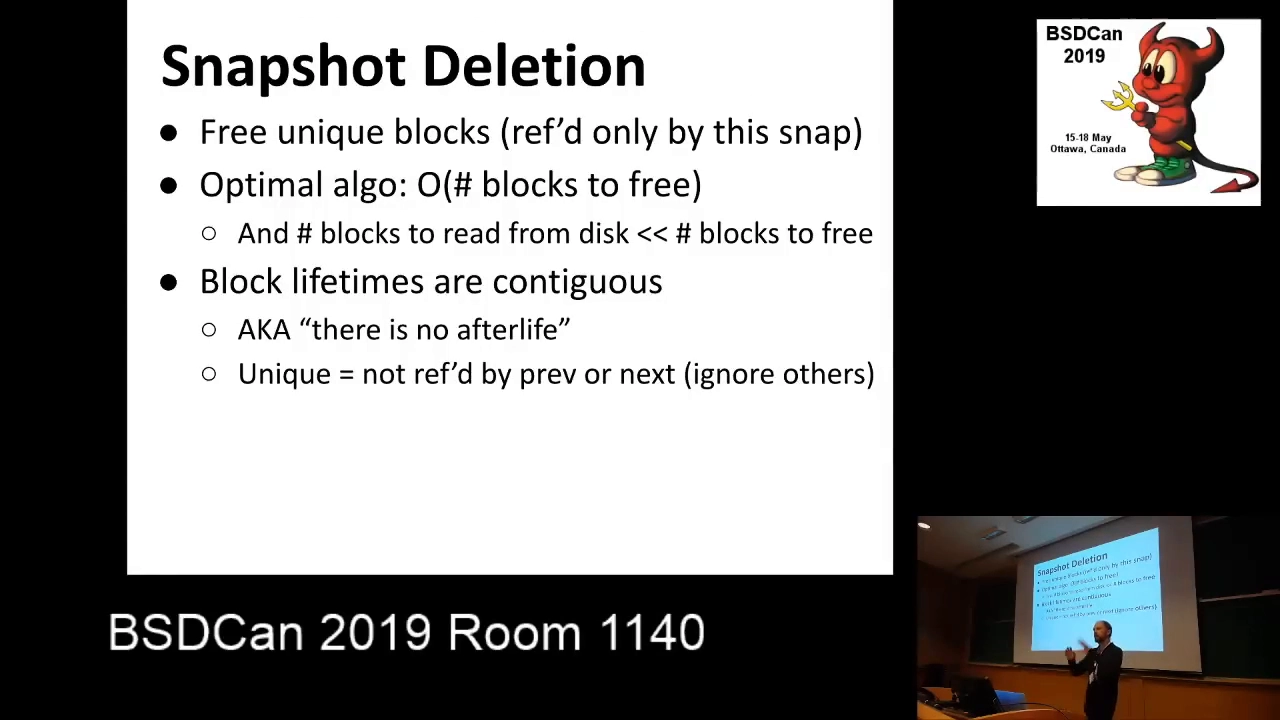 Snapshot Deletion
● Free unique blocks (ref’d only by this snap)
● Optimal algo: O(# blocks to free)
○ And # blocks to read from disk << # blocks to free
● Block lifetimes are contiguous
○ AKA “there is no afterlife”
○ Unique = not ref’d by prev or next (ignore others)
BSDCan
2019
15-18 May
Ottawa, Canada
Snapshot Deletion
BSDCan 2019 Room 1140